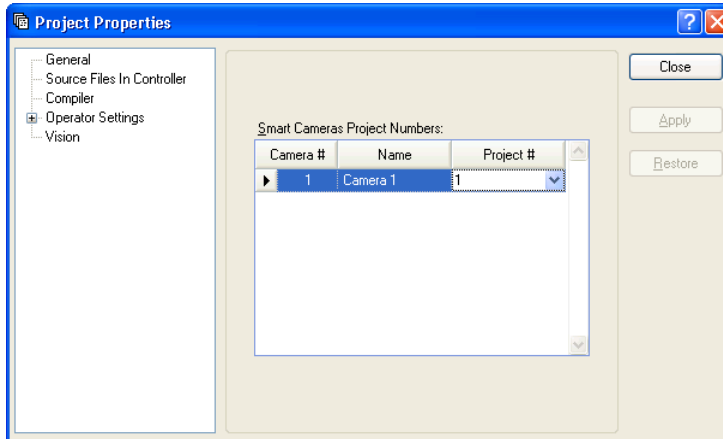 Project Properties
General
Source Files In Controller
Compiler
Operator Settings
Vision
Smart Cameras Project Numbers:
Camera # Name Project #
1 Camera 1 1
Close
Apply
Restore